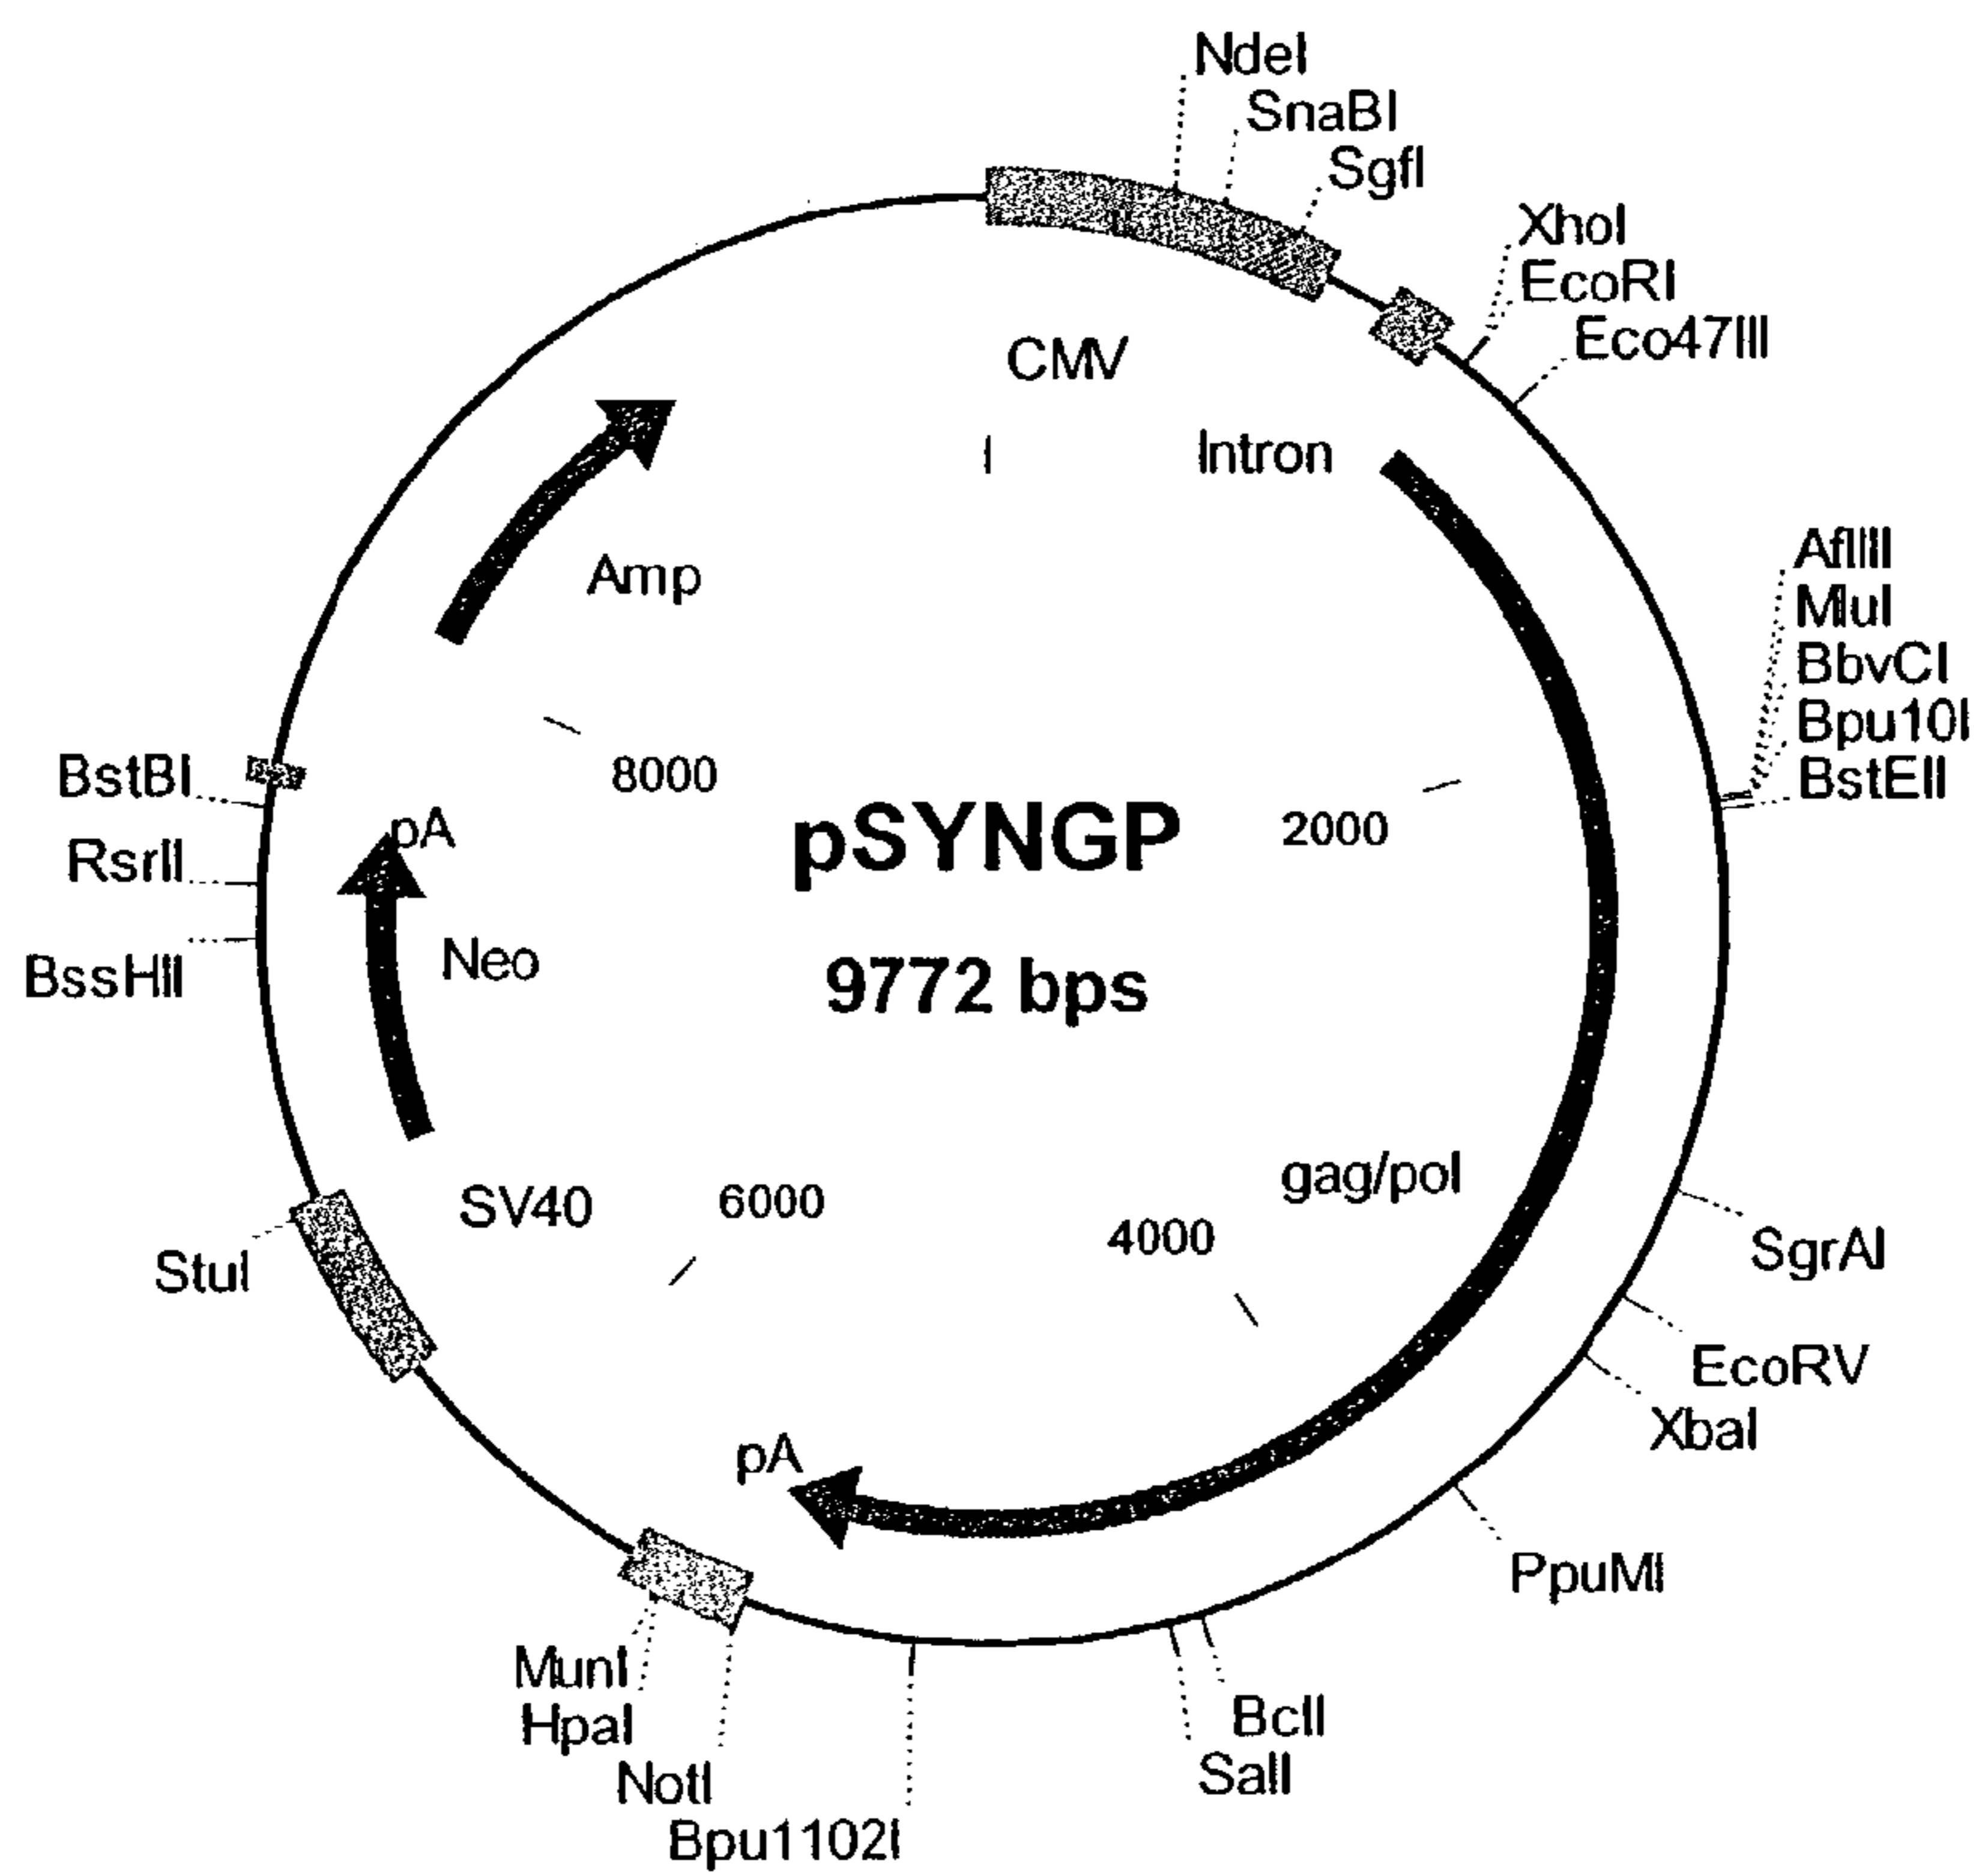 NdeI
SnaBI
SgfI
XhoI
EcoRI
Eco47III
CMV
Intron
AflIII
MluI
BbvCI
Bpu10I
BstEII
Amp
BstBI
RsrII
BssHII
pA
Neo
8000
2000
pSYNGP
9772 bps
SV40
6000
4000
gag/pol
StuI
SgrAI
EcoRV
XbaI
PpuMI
pA
MunI
HpaI
NotI
Bpu1102I
BclI
SalI